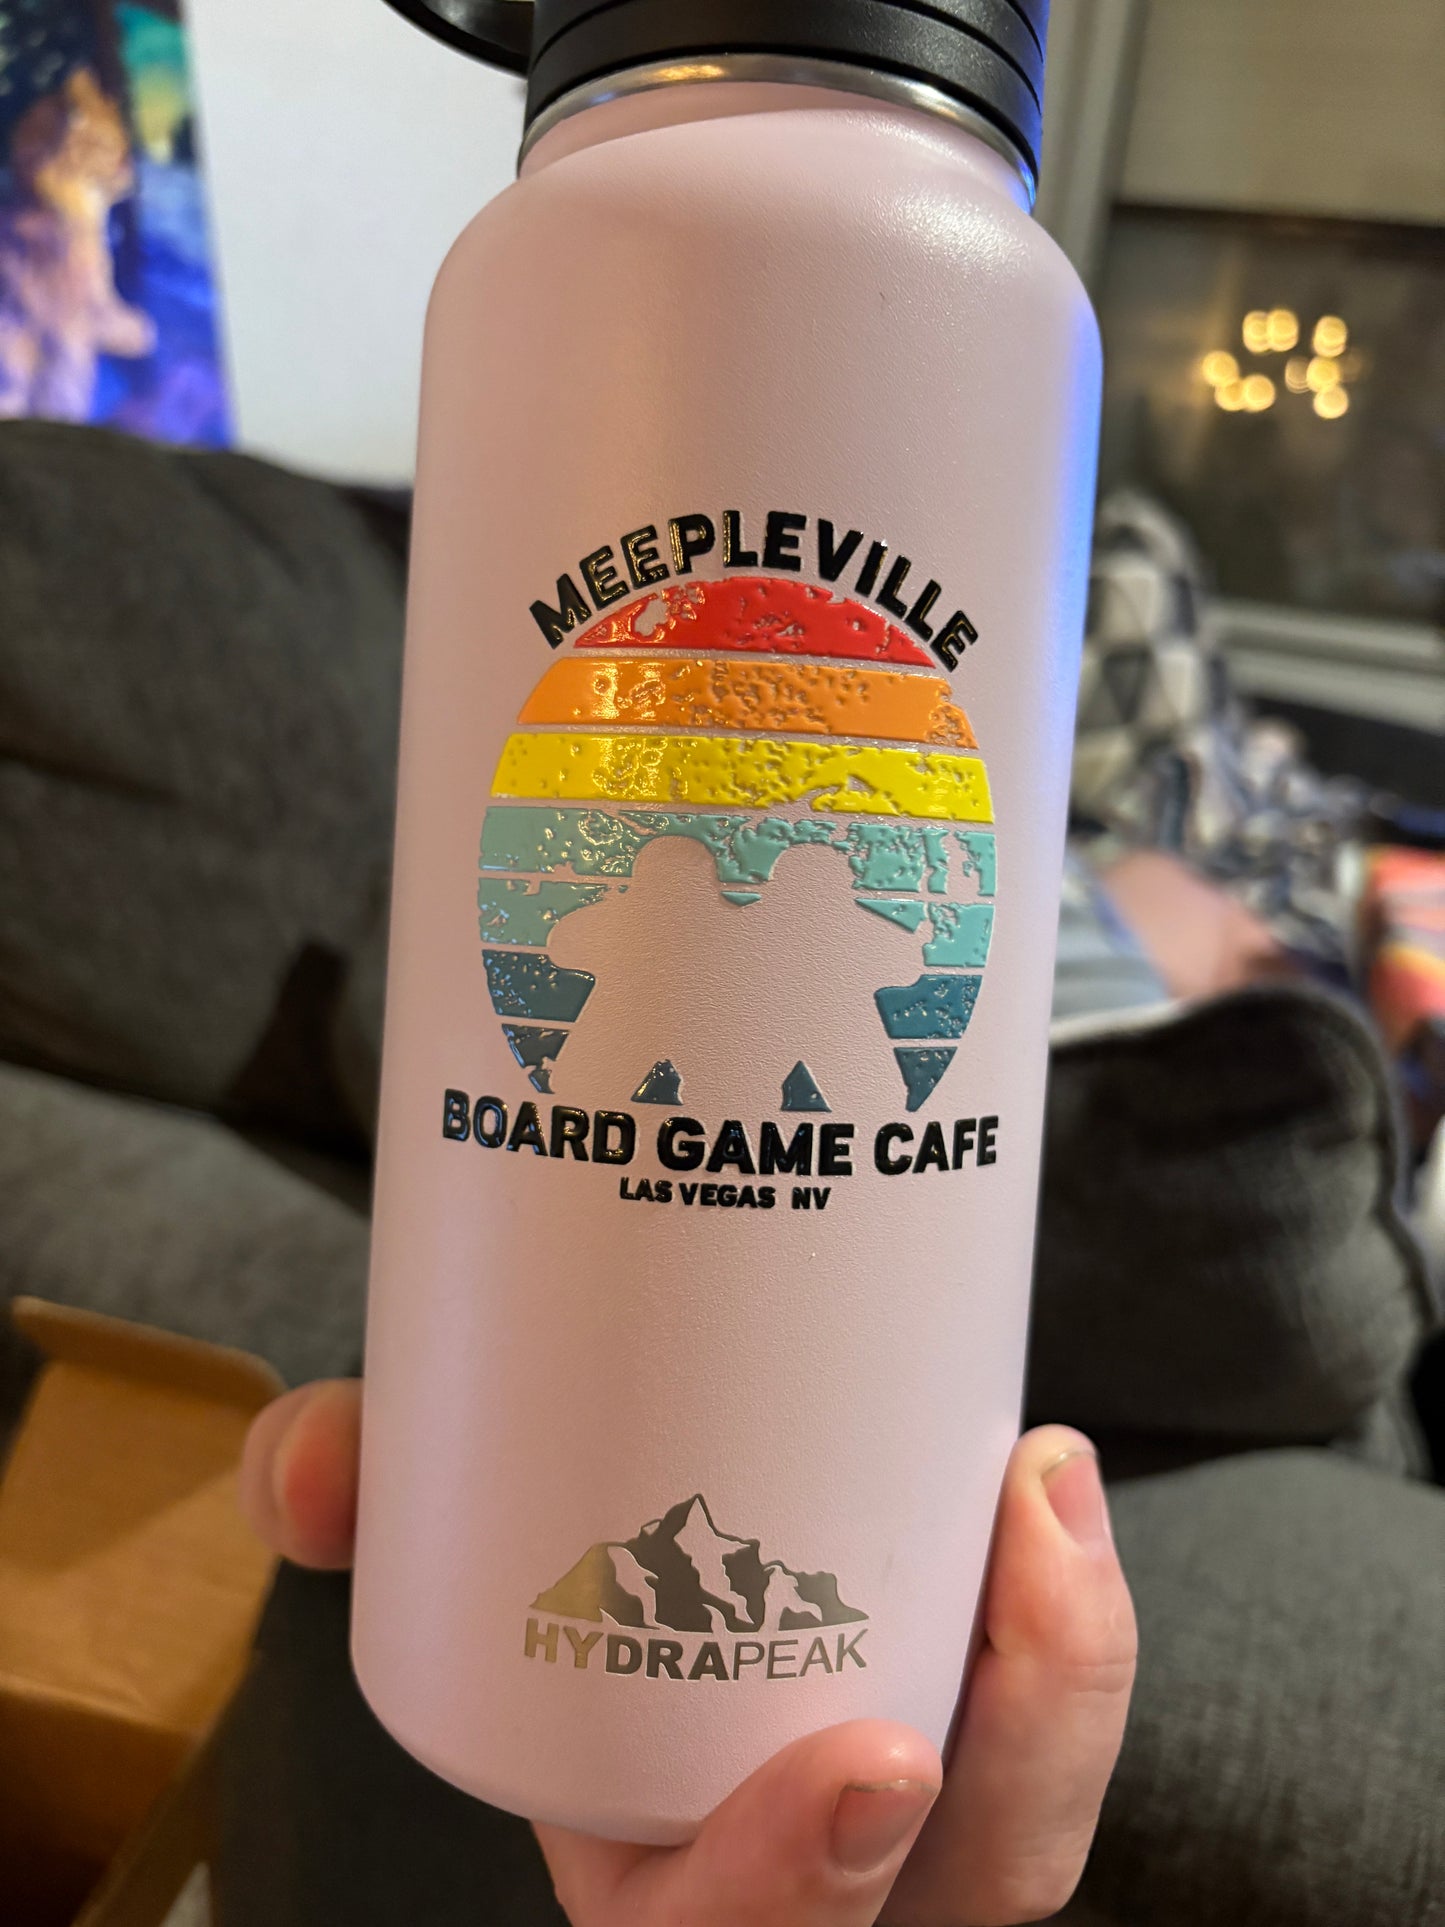 MEEPLEVILLE
BOARD GAME CAFE
LAS VEGAS NV
HYDRAPEAK